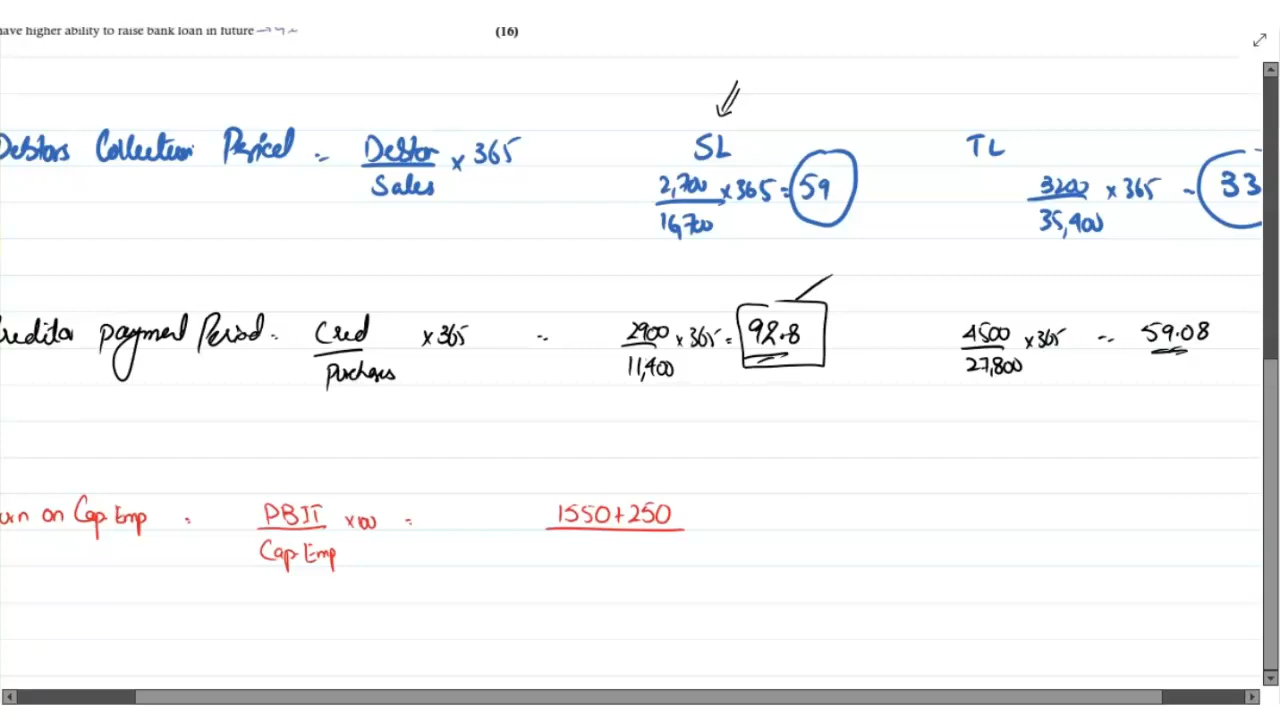 have higher ability to raise bank loan in future (16)
SL TL
Debtors Collection Period = Debtor / Sales × 365 2,700 / 16,700 × 365 = 59 3202 / 35,400 × 365 = 33
Creditor payment Period = Cred / Purchases × 365 = 2900 / 11,400 × 365 = 92.8 4500 / 27,800 × 365 = 59.08
urn on Cap Emp = PBIT / Cap Emp ×100 = 1550+250